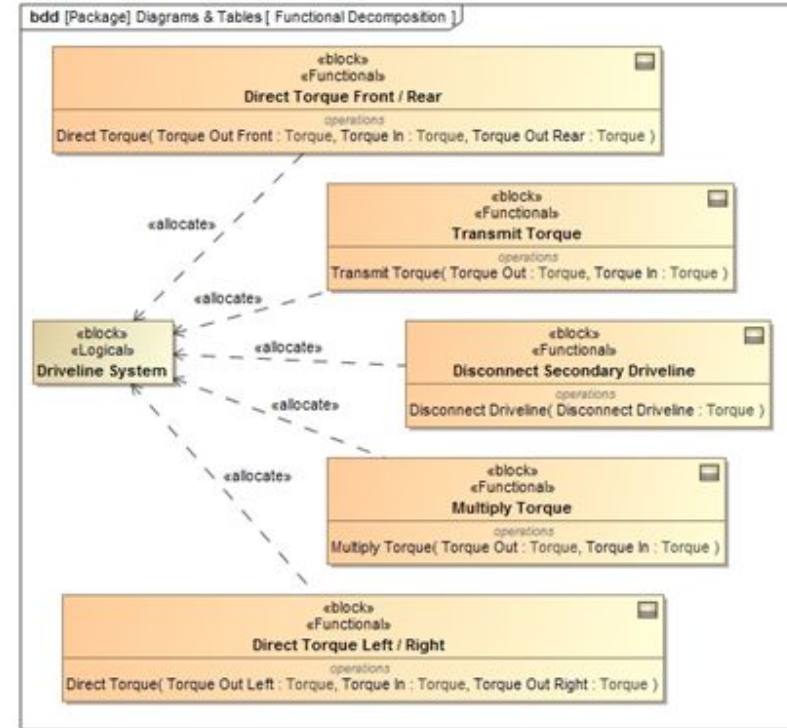 bdd [Package] Diagrams & Tables [ Functional Decomposition ]
«block»
«Functional»
Direct Torque Front / Rear
operations
Direct Torque( Torque Out Front : Torque, Torque In : Torque, Torque Out Rear : Torque )
«allocate»
«block»
«Functional»
Transmit Torque
operations
Transmit Torque( Torque Out : Torque, Torque In : Torque )
«allocate»
«block»
«Logical»
Driveline System
«allocate»
«block»
«Functional»
Disconnect Secondary Driveline
operations
Disconnect Driveline( Disconnect Driveline : Torque )
«allocate»
«block»
«Functional»
Multiply Torque
operations
Multiply Torque( Torque Out : Torque, Torque In : Torque )
«allocate»
«block»
«Functional»
Direct Torque Left / Right
operations
Direct Torque( Torque Out Left : Torque, Torque In : Torque, Torque Out Right : Torque )